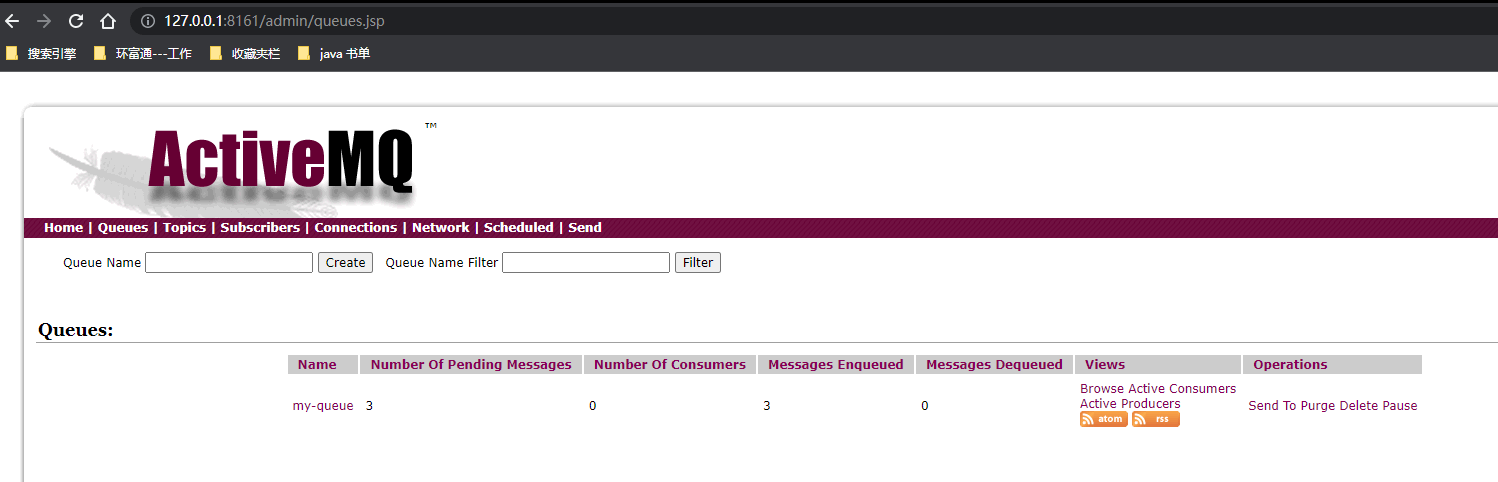 127.0.0.1:8161/admin/queues.jsp
搜索引擎 环富通---工作 收藏夹栏 java 书单
ActiveMQ ™
Home | Queues | Topics | Subscribers | Connections | Network | Scheduled | Send
Queue Name Create Queue Name Filter Filter
Queues:
Name Number Of Pending Messages Number Of Consumers Messages Enqueued Messages Dequeued Views Operations
Browse Active Consumers
my-queue 3 0 3 0 Active Producers Send To Purge Delete Pause
atom rss